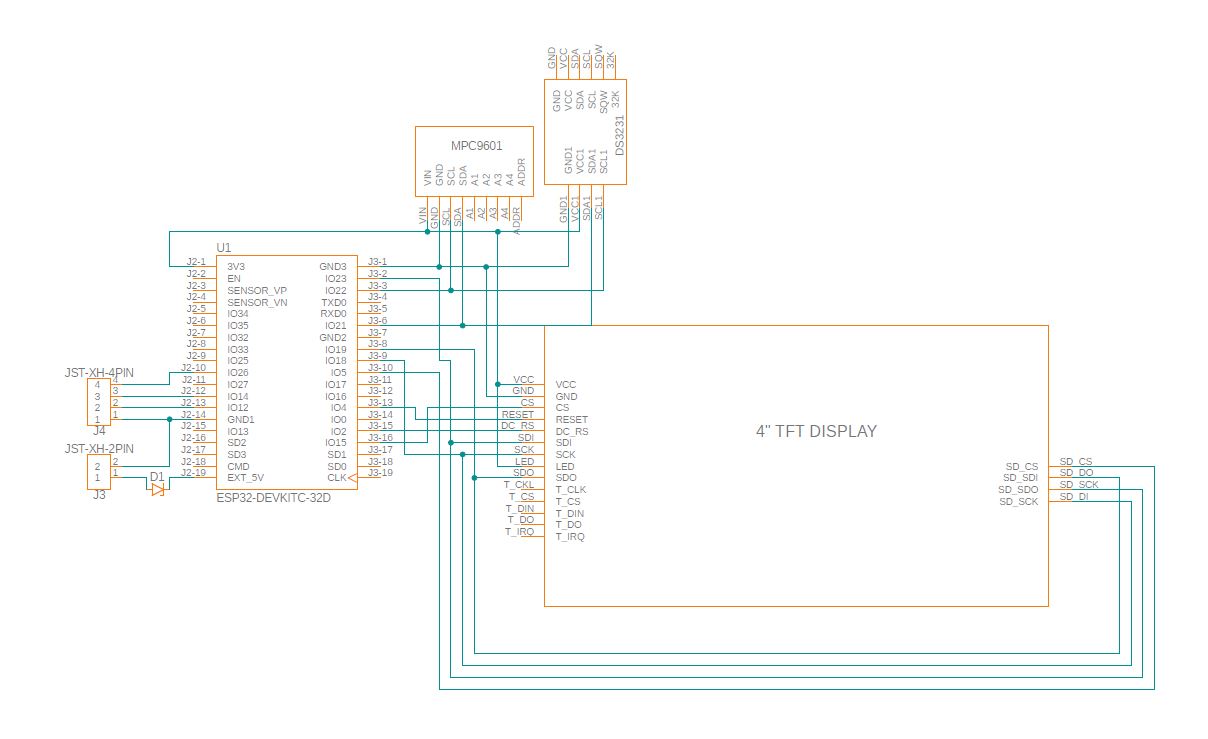 GND
VCC
SDA
SCL
SQW
32K
GND
VCC
SDA
SCL
SQW
32K
DS3231
GND1
VCC1
SDA1
SCL1
GND1
VCC1
SDA1
SCL1
MPC9601
VIN
GND
SCL
SDA
A1
A2
A3
A4
ADDR
VIN
GND
SCL
SDA
A1
A2
A3
A4
ADDR
U1
J2-1 3V3 GND3 J3-1
J2-2 EN IO23 J3-2
J2-3 SENSOR_VP IO22 J3-3
J2-4 SENSOR_VN TXD0 J3-4
J2-5 IO34 RXD0 J3-5
J2-6 IO35 IO21 J3-6
J2-7 IO32 GND2 J3-7
J2-8 IO33 IO19 J3-8
J2-9 IO25 IO18 J3-9
J2-10 IO26 IO5 J3-10
J2-11 IO27 IO17 J3-11
J2-12 IO14 IO16 J3-12
J2-13 IO12 IO4 J3-13
J2-14 GND1 IO0 J3-14
J2-15 IO13 IO2 J3-15
J2-16 SD2 IO15 J3-16
J2-17 SD3 SD1 J3-17
J2-18 CMD SD0 J3-18
J2-19 EXT_5V CLK J3-19
ESP32-DEVKITC-32D
JST-XH-4PIN
4 4
3 3
2 2
1 1
J4
JST-XH-2PIN
2 2
1 1
J3
D1
VCC VCC
GND GND
CS CS
RESET RESET
DC_RS DC_RS
SDI SDI
SCK SCK
LED LED
SDO SDO
T_CKL T_CLK
T_CS T_CS
T_DIN T_DIN
T_DO T_DO
T_IRQ T_IRQ
4" TFT DISPLAY
SD_CS SD_CS
SD_SDI SD_DO
SD_SDO SD_SCK
SD_SCK SD_DI